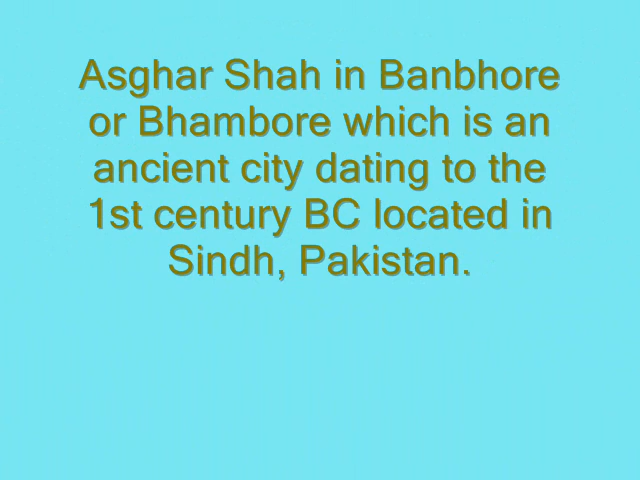 Asghar Shah in Banbhore
or Bhambore which is an
ancient city dating to the
1st century BC located in
Sindh, Pakistan.